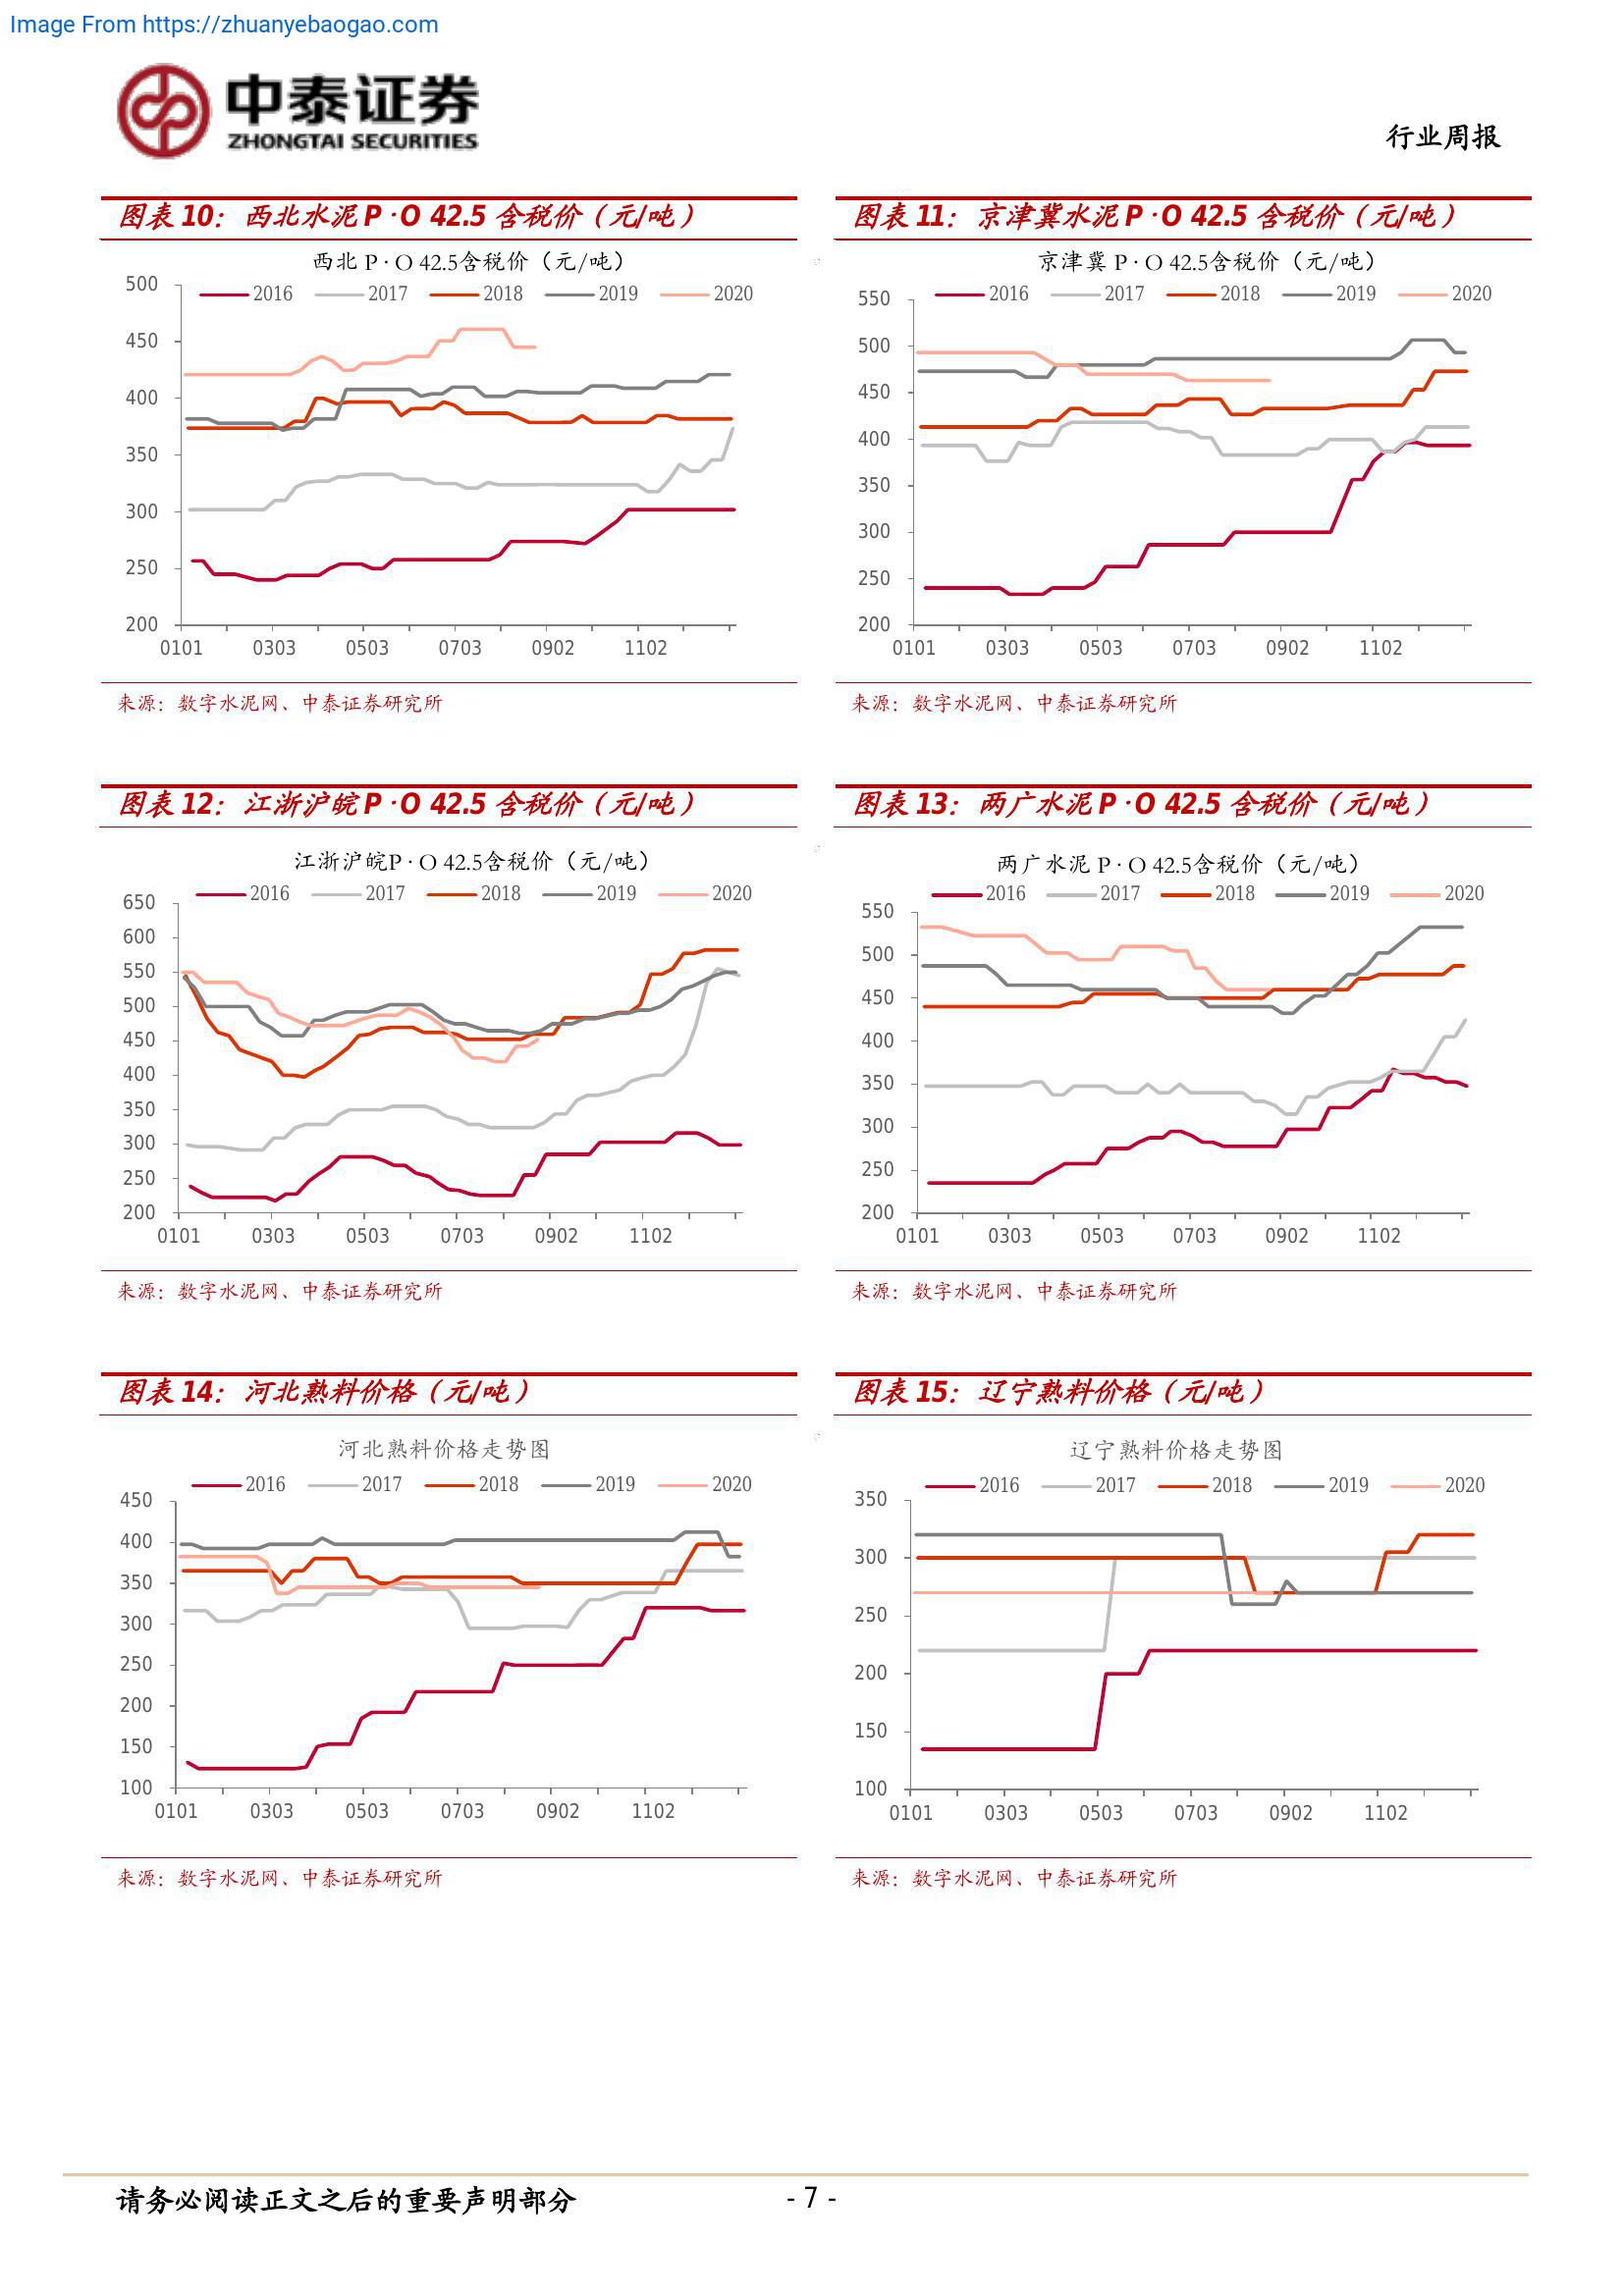 Image From https://zhuanyebaogao.com
中泰证券
ZHONGTAI SECURITIES
行业周报
图表 10：西北水泥 P·O 42.5 含税价（元/吨）
西北 P · O 42.5含税价（元/吨）
2016 2017 2018 2019 2020
500
450
400
350
300
250
200
0101 0303 0503 0703 0902 1102
来源：数字水泥网、中泰证券研究所
图表 11：京津冀水泥 P·O 42.5 含税价（元/吨）
京津冀 P · O 42.5含税价（元/吨）
2016 2017 2018 2019 2020
550
500
450
400
350
300
250
200
0101 0303 0503 0703 0902 1102
来源：数字水泥网、中泰证券研究所
图表 12：江浙沪皖 P·O 42.5 含税价（元/吨）
江浙沪皖P · O 42.5含税价（元/吨）
2016 2017 2018 2019 2020
650
600
550
500
450
400
350
300
250
200
0101 0303 0503 0703 0902 1102
来源：数字水泥网、中泰证券研究所
图表 13：两广水泥 P·O 42.5 含税价（元/吨）
两广水泥 P · O 42.5含税价（元/吨）
2016 2017 2018 2019 2020
550
500
450
400
350
300
250
200
0101 0303 0503 0703 0902 1102
来源：数字水泥网、中泰证券研究所
图表 14：河北熟料价格（元/吨）
河北熟料价格走势图
2016 2017 2018 2019 2020
450
400
350
300
250
200
150
100
0101 0303 0503 0703 0902 1102
来源：数字水泥网、中泰证券研究所
图表 15：辽宁熟料价格（元/吨）
辽宁熟料价格走势图
2016 2017 2018 2019 2020
350
300
250
200
150
100
0101 0303 0503 0703 0902 1102
来源：数字水泥网、中泰证券研究所
请务必阅读正文之后的重要声明部分
- 7 -